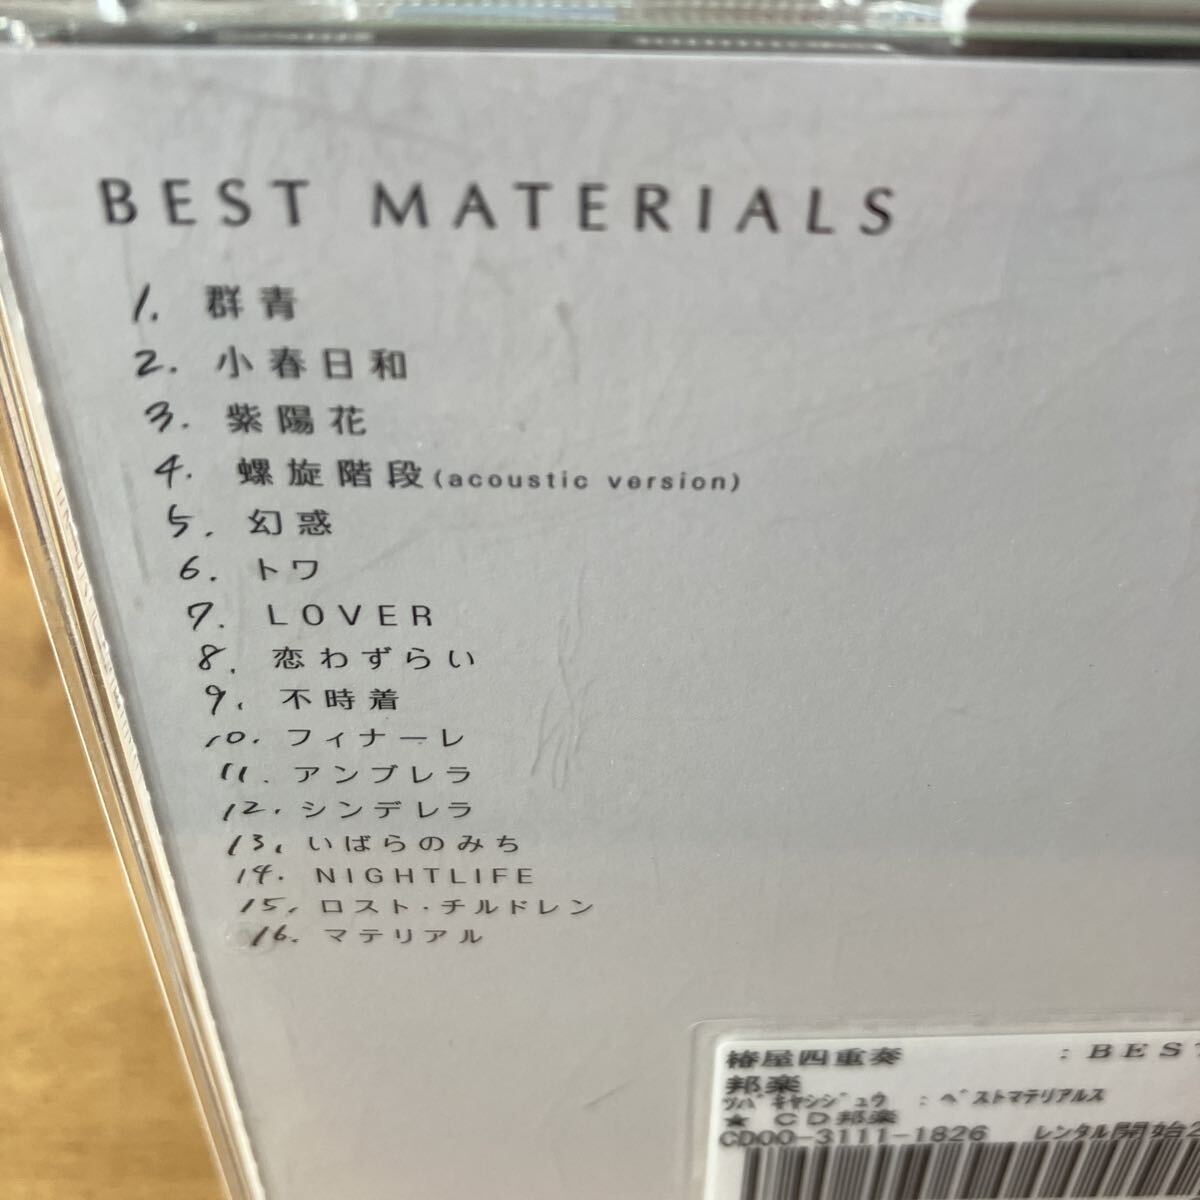 BEST MATERIALS
1. 群青
2. 小春日和
3. 紫陽花
4. 螺旋階段(acoustic version)
5. 幻惑
6. トワ
7. LOVER
8. 恋わずらい
9. 不時着
10. フィナーレ
11. アンブレラ
12. シンデレラ
13. いばらのみち
14. NIGHTLIFE
15. ロスト・チルドレン
16. マテリアル
椿屋四重奏 : BEST
邦楽
ツバキヤシジュウ : ベストマテリアルス
★ CD邦楽
CD00-3111-1826 レンタル開始2